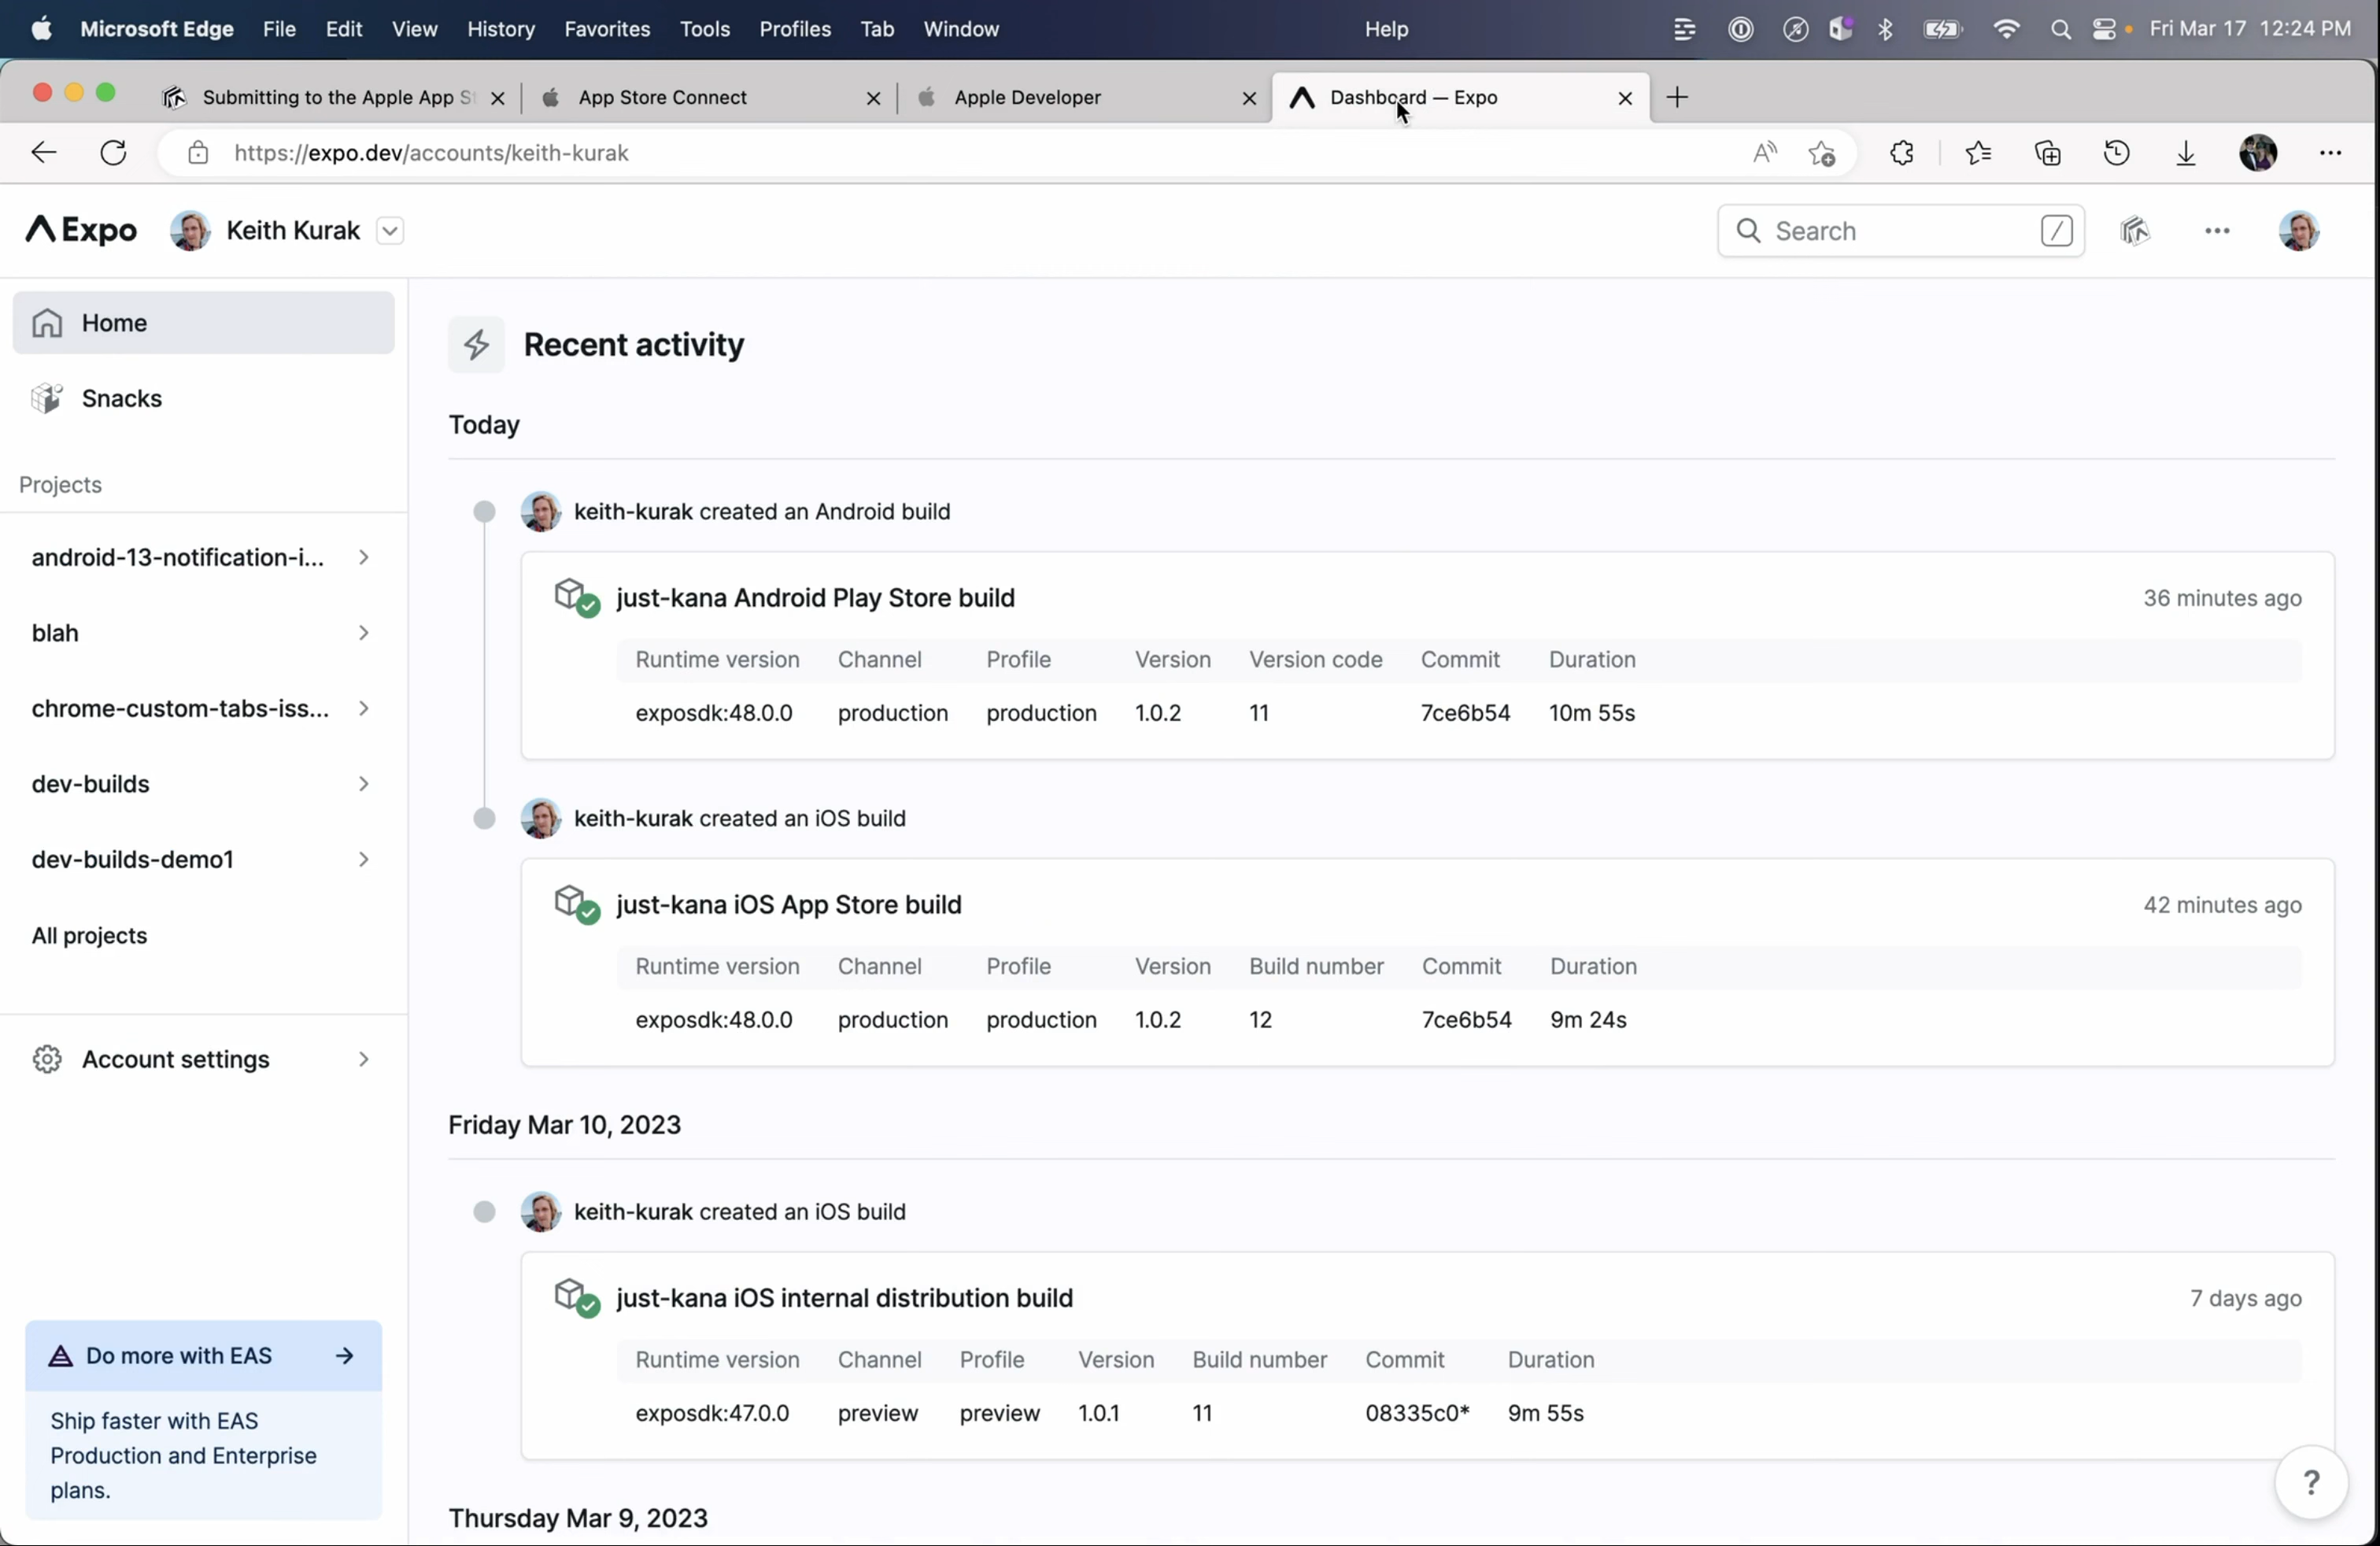 Microsoft Edge File Edit View History Favorites Tools Profiles Tab Window Help Fri Mar 17 12:24 PM
Submitting to the Apple App St App Store Connect Apple Developer Dashboard — Expo
https://expo.dev/accounts/keith-kurak
Expo Keith Kurak Search /
Home
Snacks
Projects
android-13-notification-i...
blah
chrome-custom-tabs-iss...
dev-builds
dev-builds-demo1
All projects
Account settings
Do more with EAS
Ship faster with EAS
Production and Enterprise
plans.
Recent activity
Today
keith-kurak created an Android build
just-kana Android Play Store build 36 minutes ago
Runtime version Channel Profile Version Version code Commit Duration
exposdk:48.0.0 production production 1.0.2 11 7ce6b54 10m 55s
keith-kurak created an iOS build
just-kana iOS App Store build 42 minutes ago
Runtime version Channel Profile Version Build number Commit Duration
exposdk:48.0.0 production production 1.0.2 12 7ce6b54 9m 24s
Friday Mar 10, 2023
keith-kurak created an iOS build
just-kana iOS internal distribution build 7 days ago
Runtime version Channel Profile Version Build number Commit Duration
exposdk:47.0.0 preview preview 1.0.1 11 08335c0* 9m 55s
Thursday Mar 9, 2023
?